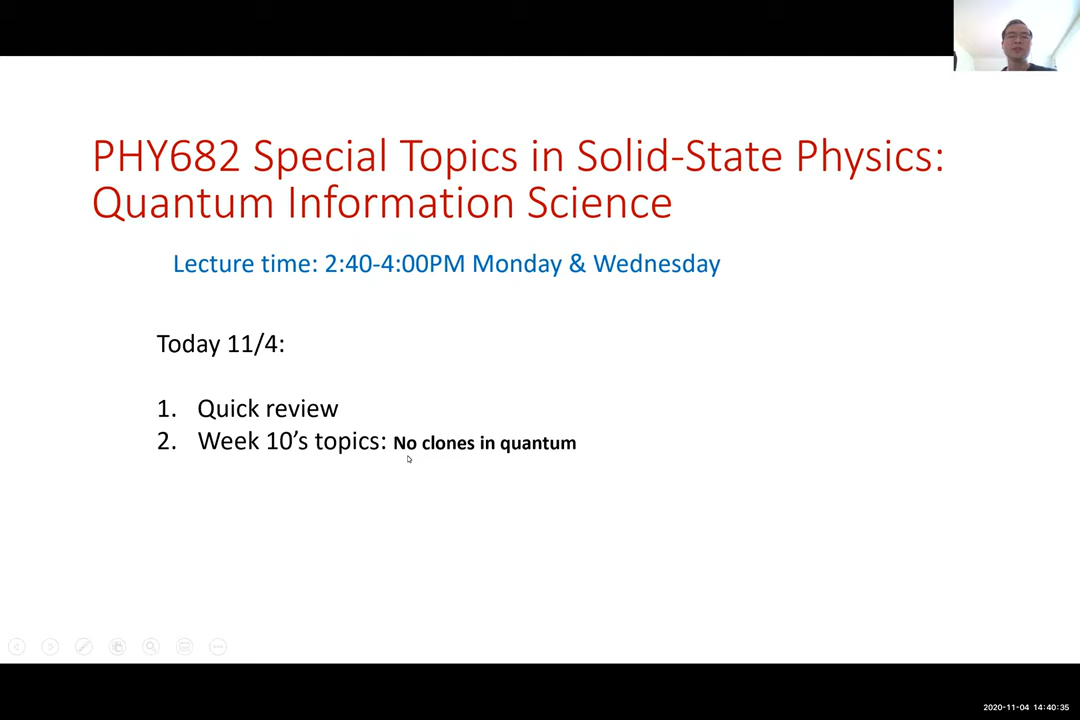 PHY682 Special Topics in Solid-State Physics:
Quantum Information Science
Lecture time: 2:40-4:00PM Monday & Wednesday
Today 11/4:
1. Quick review
2. Week 10’s topics: No clones in quantum
2020-11-04 14:40:35